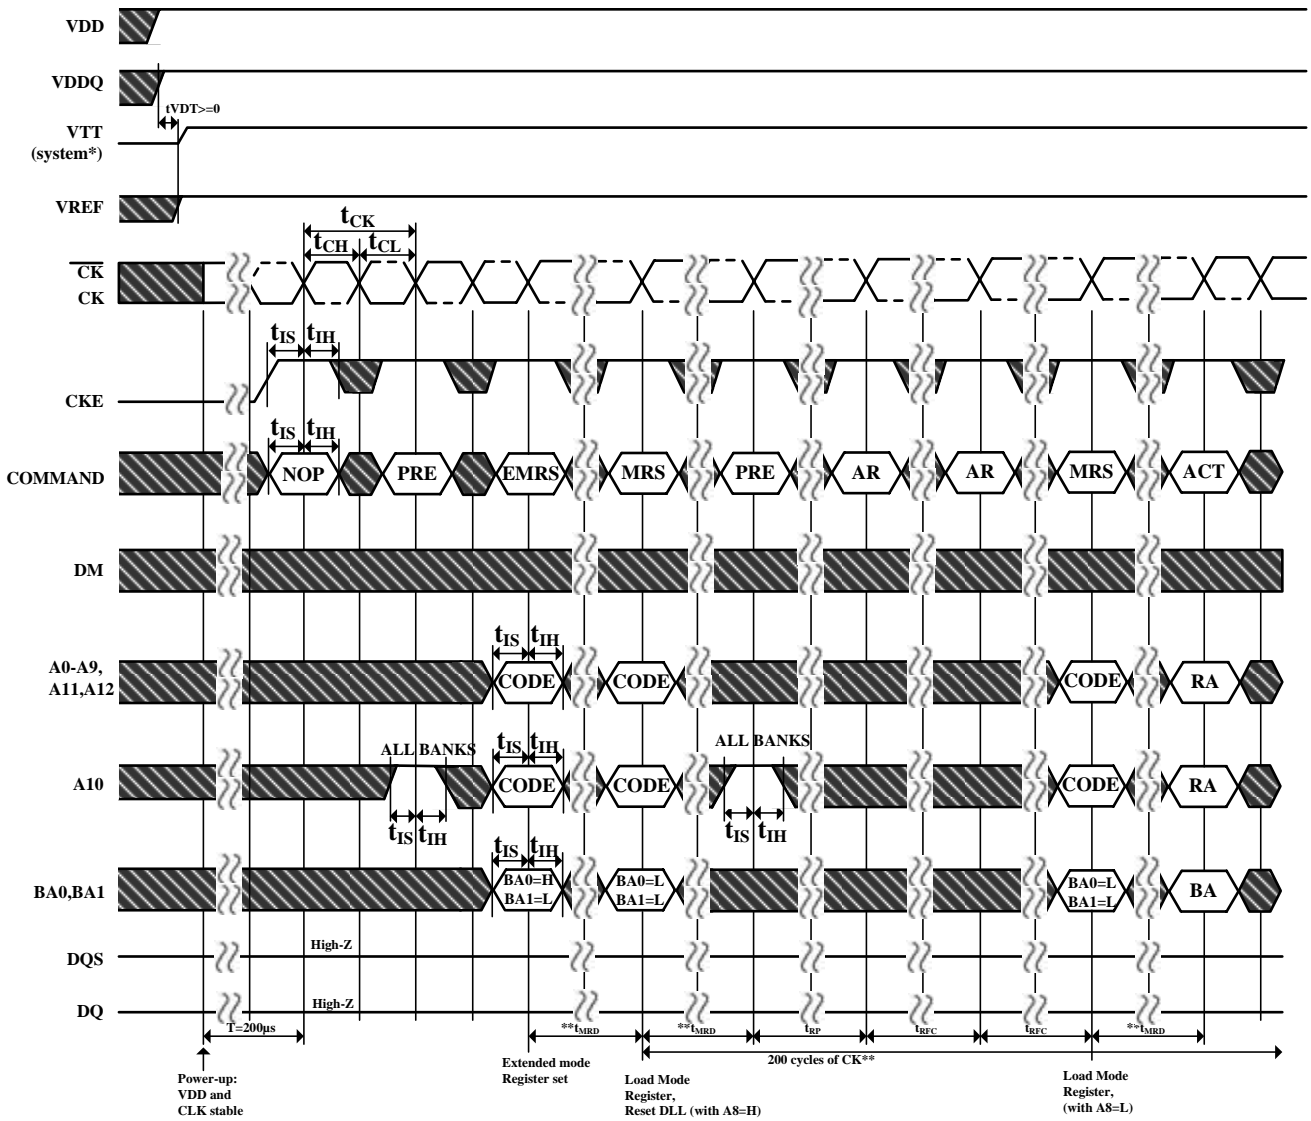 VDD
VDDQ
tVDT>=0
VTT
(system*)
VREF
tCK
tCH tCL
CK
CK
tIS tIH
CKE
tIS tIH
COMMAND NOP PRE EMRS MRS PRE AR AR MRS ACT
DM
tIS tIH
A0-A9,
A11,A12 CODE CODE CODE RA
ALL BANKS tIS tIH ALL BANKS
A10 CODE CODE CODE RA
tIS tIH tIS tIH
tIS tIH
BA0,BA1 BA0=H BA0=L BA0=L BA
BA1=L BA1=L BA1=L
High-Z
DQS
High-Z
DQ
T=200µs **tMRD **tMRD tRP tRFC tRFC **tMRD
200 cycles of CK**
Power-up:
VDD and
CLK stable
Extended mode
Register set
Load Mode
Register,
Reset DLL (with A8=H)
Load Mode
Register,
(with A8=L)